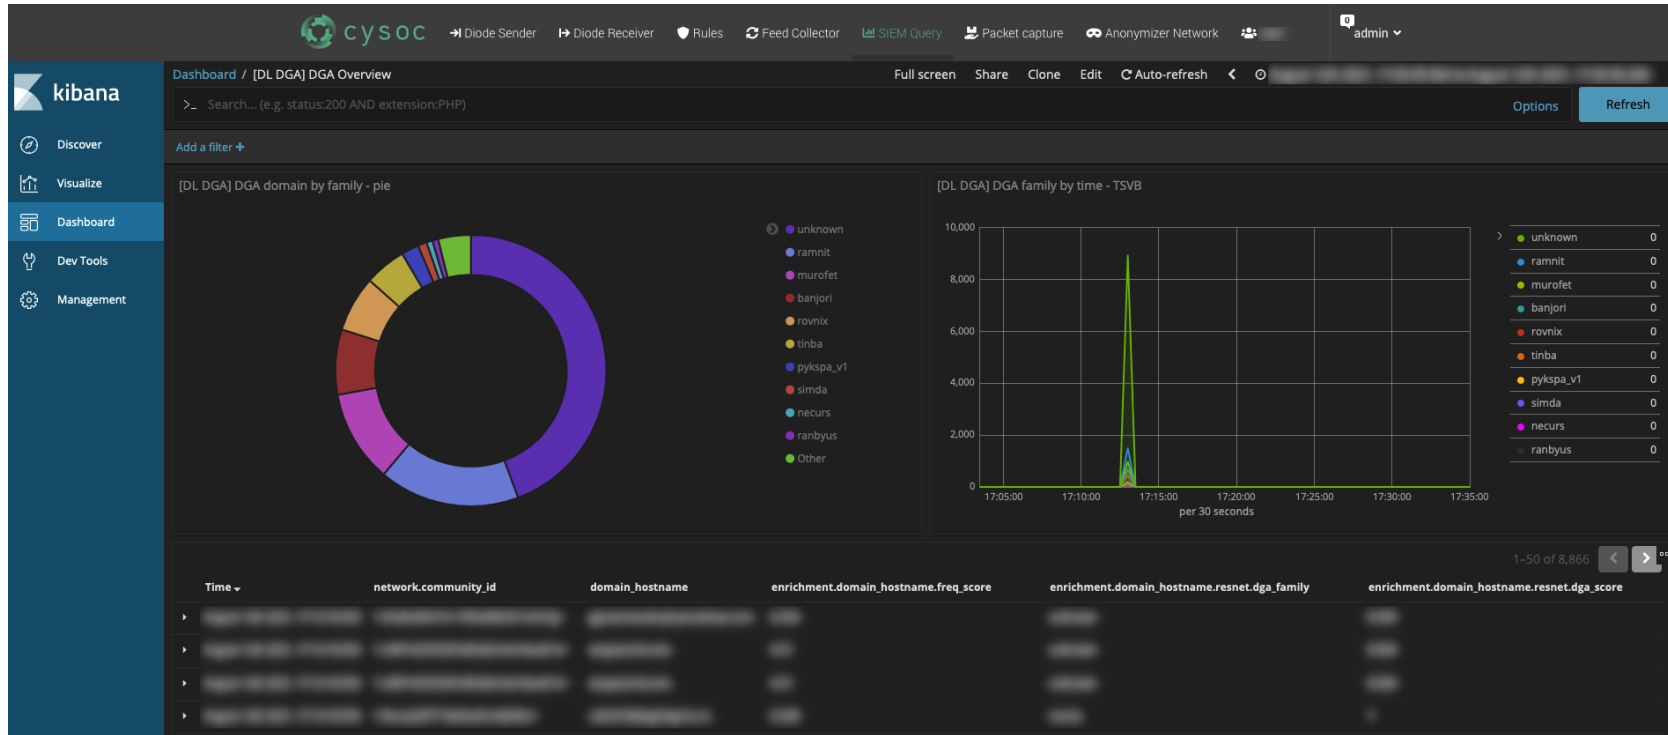 cysoc
Diode Sender
Diode Receiver
Rules
Feed Collector
SIEM Query
Packet capture
Anonymizer Network
0
admin
kibana
Discover
Visualize
Dashboard
Dev Tools
Management
Dashboard / [DL DGA] DGA Overview
Full screen
Share
Clone
Edit
Auto-refresh
>_ Search... (e.g. status:200 AND extension:PHP)
Options
Refresh
Add a filter +
[DL DGA] DGA domain by family - pie
unknown
ramnit
murofet
banjori
rovnix
tinba
pykspa_v1
simda
necurs
ranbyus
Other
[DL DGA] DGA family by time - TSVB
10,000
8,000
6,000
4,000
2,000
0
17:05:00 17:10:00 17:15:00 17:20:00 17:25:00 17:30:00 17:35:00
per 30 seconds
unknown 0
ramnit 0
murofet 0
banjori 0
rovnix 0
tinba 0
pykspa_v1 0
simda 0
necurs 0
ranbyus 0
1–50 of 8,866
Time network.community_id domain_hostname enrichment.domain_hostname.freq_score enrichment.domain_hostname.resnet.dga_family enrichment.domain_hostname.resnet.dga_score